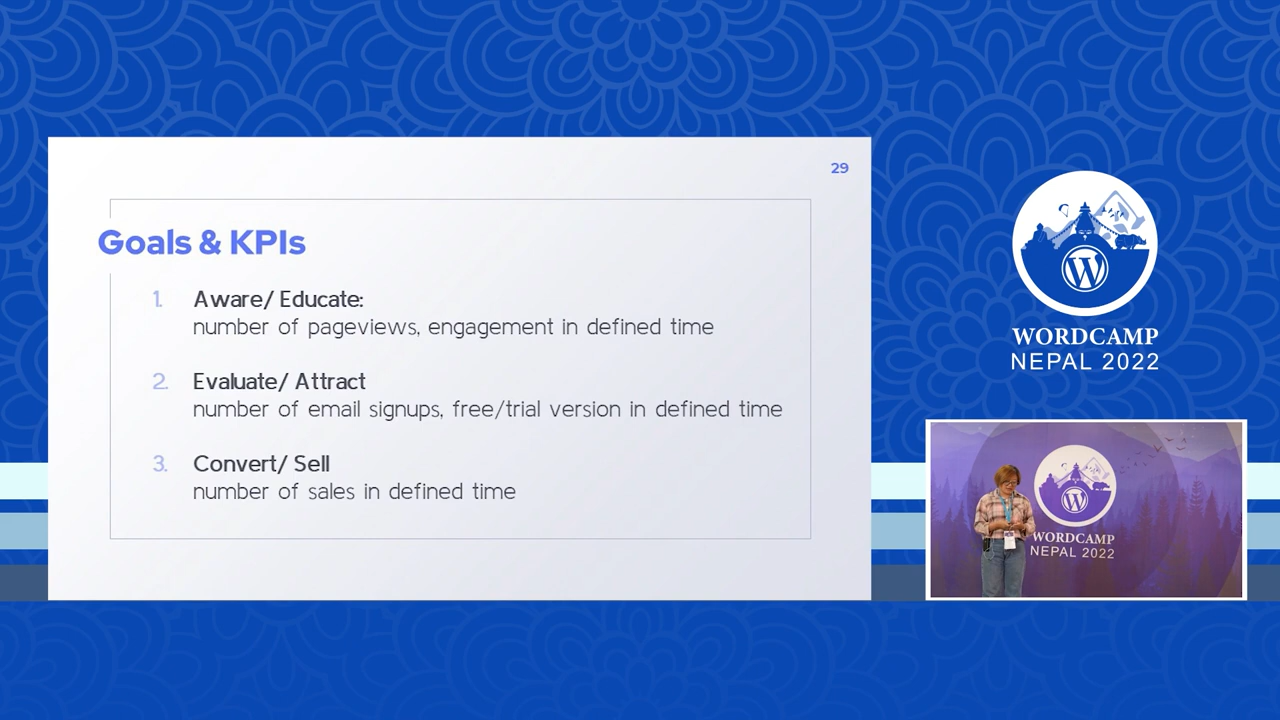 29
Goals & KPIs
1. Aware/ Educate:
number of pageviews, engagement in defined time
2. Evaluate/ Attract
number of email signups, free/trial version in defined time
3. Convert/ Sell
number of sales in defined time
WORDCAMP
NEPAL 2022
WORDCAMP
NEPAL 2022